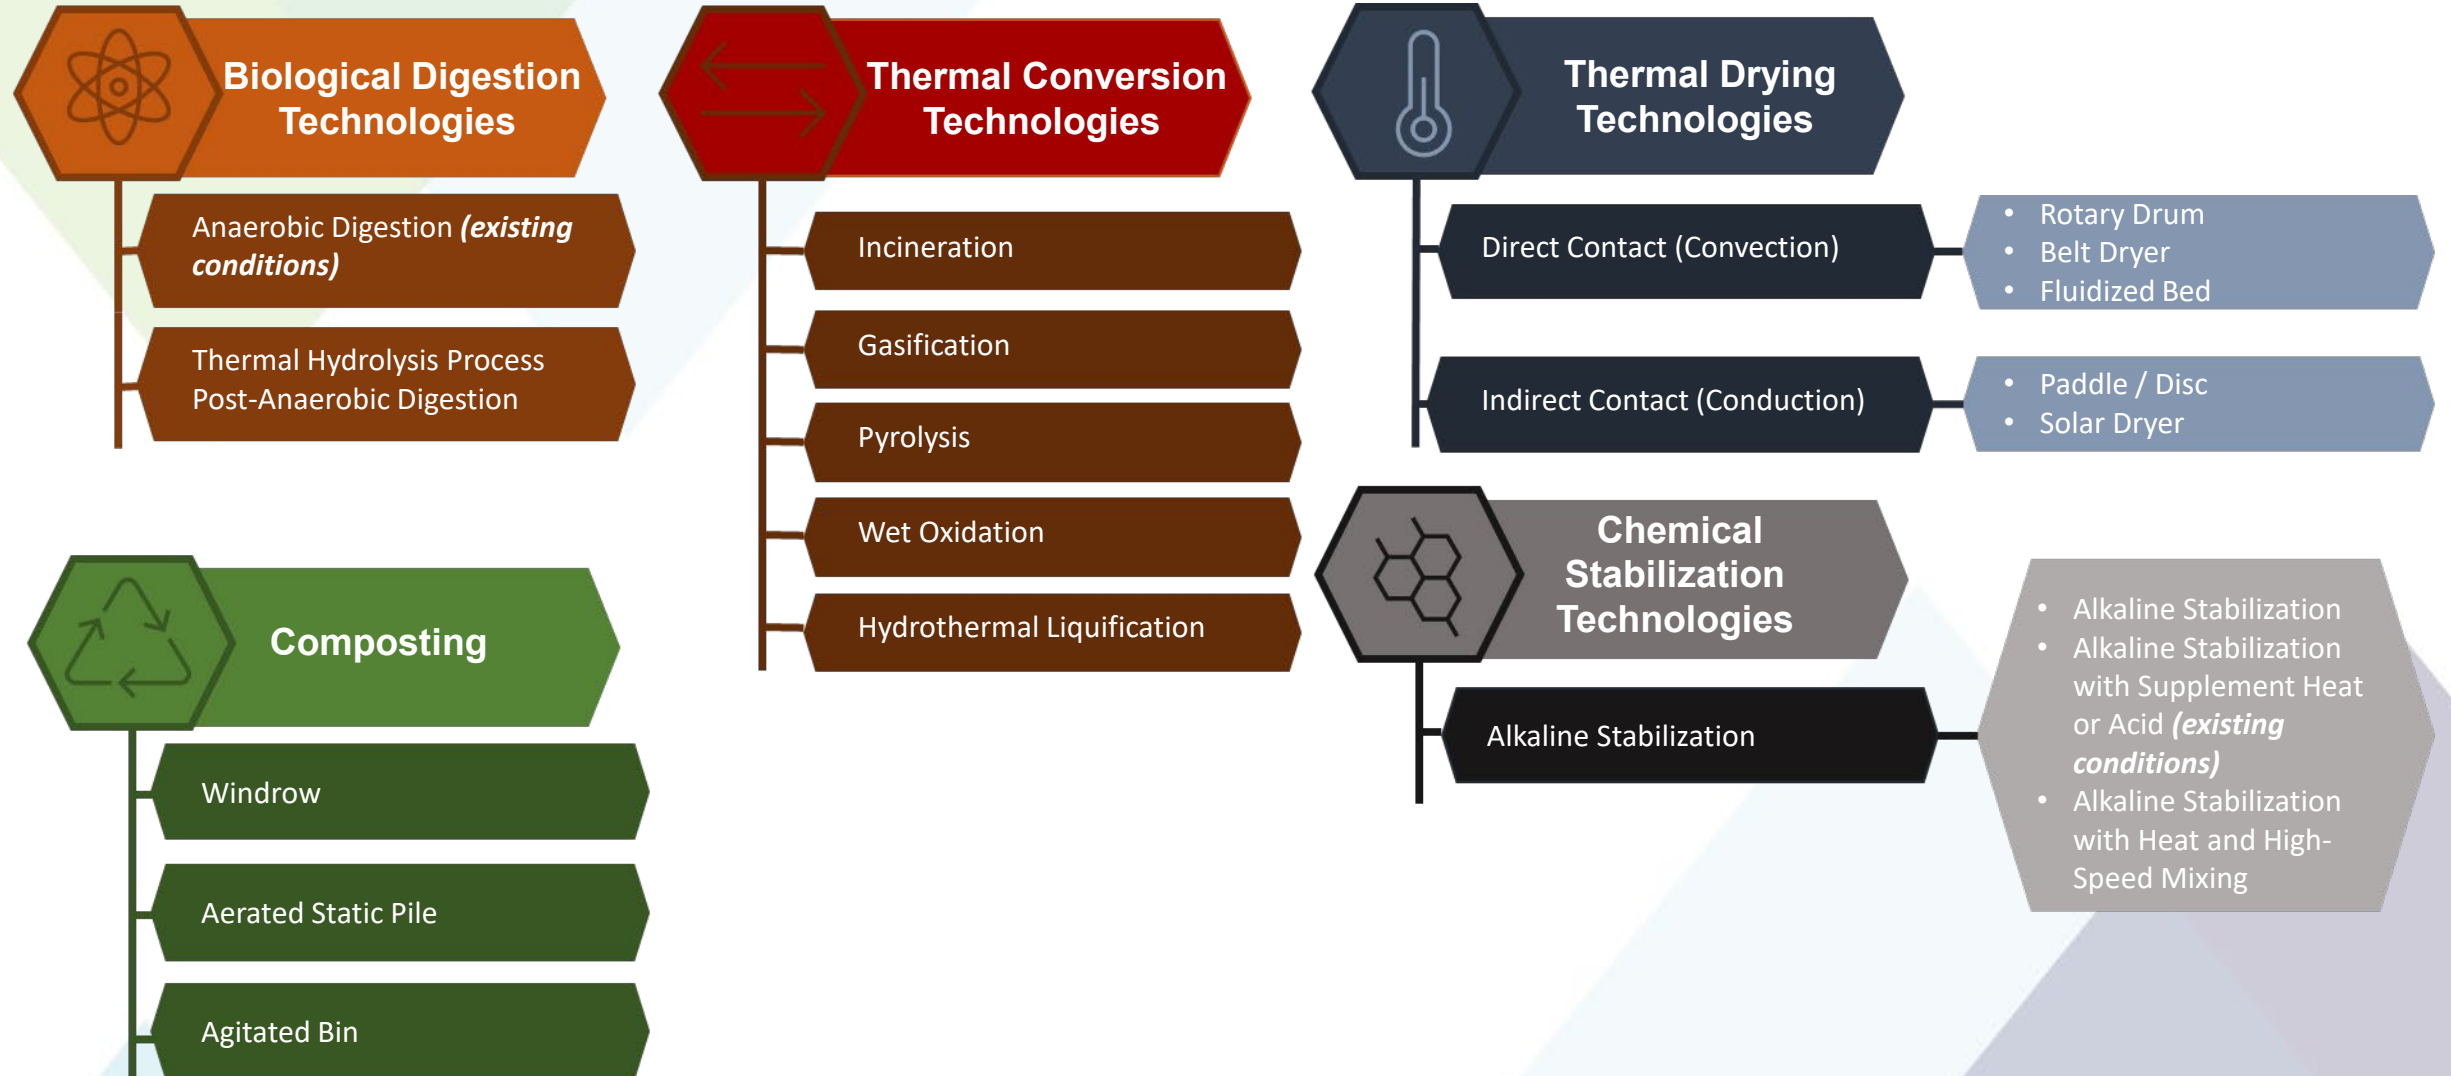 Biological Digestion
Technologies
Anaerobic Digestion (existing
conditions)
Thermal Hydrolysis Process
Post-Anaerobic Digestion
Composting
Windrow
Aerated Static Pile
Agitated Bin
Thermal Conversion
Technologies
Incineration
Gasification
Pyrolysis
Wet Oxidation
Hydrothermal Liquification
Thermal Drying
Technologies
Direct Contact (Convection)
• Rotary Drum
• Belt Dryer
• Fluidized Bed
Indirect Contact (Conduction)
• Paddle / Disc
• Solar Dryer
Chemical
Stabilization
Technologies
Alkaline Stabilization
• Alkaline Stabilization
• Alkaline Stabilization
with Supplement Heat
or Acid (existing
conditions)
• Alkaline Stabilization
with Heat and High-
Speed Mixing